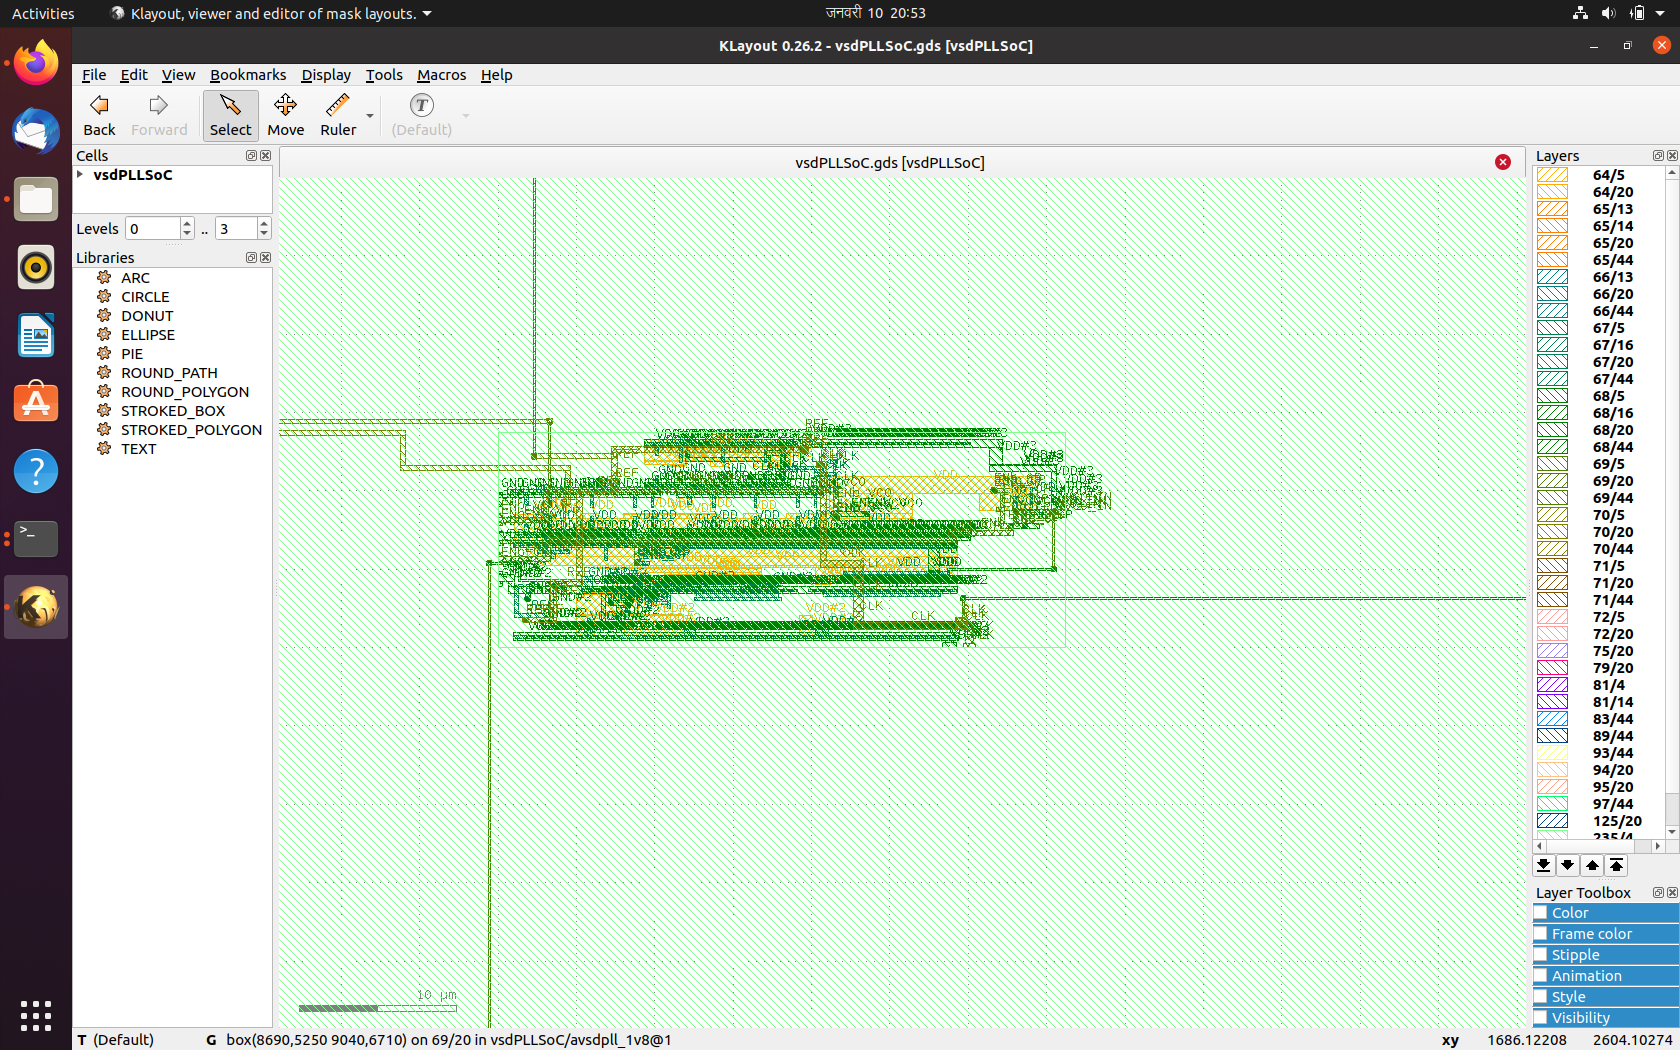 Activities
Klayout, viewer and editor of mask layouts.
जनवरी 10 20:53
KLayout 0.26.2 - vsdPLLSoC.gds [vsdPLLSoC]
File Edit View Bookmarks Display Tools Macros Help
Back
Forward
Select
Move
Ruler
T
(Default)
Cells
vsdPLLSoC
Levels 0 .. 3
Libraries
ARC
CIRCLE
DONUT
ELLIPSE
PIE
ROUND_PATH
ROUND_POLYGON
STROKED_BOX
STROKED_POLYGON
TEXT
vsdPLLSoC.gds [vsdPLLSoC]
REF
VDD
VDD#2
CLK
10 µm
Layers
64/5
64/20
65/13
65/14
65/20
65/44
66/13
66/20
66/44
67/5
67/16
67/20
67/44
68/5
68/16
68/20
68/44
69/5
69/20
69/44
70/5
70/20
70/44
71/5
71/20
71/44
72/5
72/20
75/20
79/20
81/4
81/14
83/44
89/44
93/44
94/20
95/20
97/44
125/20
235/4
Layer Toolbox
Color
Frame color
Stipple
Animation
Style
Visibility
T (Default)
G box(8690,5250 9040,6710) on 69/20 in vsdPLLSoC/avsdpll_1v8@1
xy 1686.12208 2604.10274